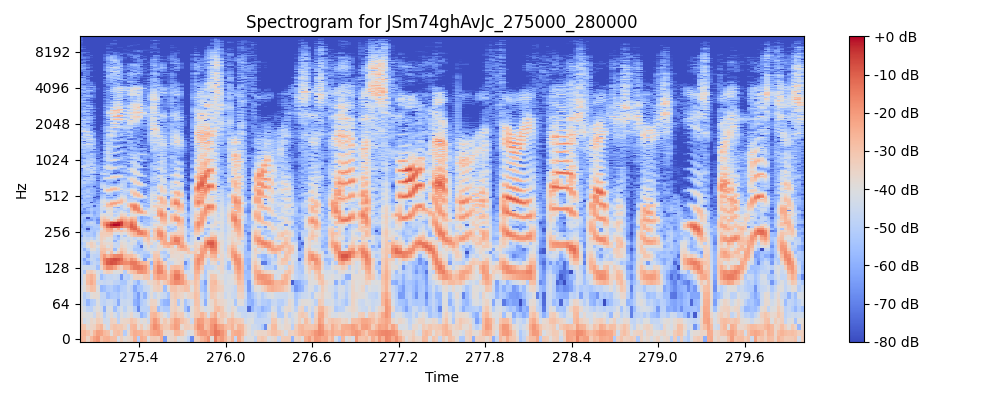 Spectrogram for JSm74ghAvJc_275000_280000
8192
4096
2048
1024
512
256
128
64
0
Hz
275.4 276.0 276.6 277.2 277.8 278.4 279.0 279.6
Time
+0 dB
-10 dB
-20 dB
-30 dB
-40 dB
-50 dB
-60 dB
-70 dB
-80 dB